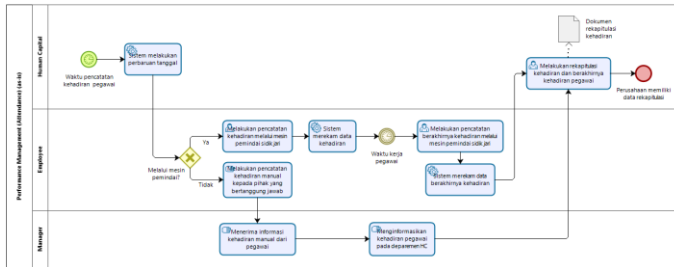 Performance Management (Attendance) (as-is)
Human Capital
Waktu pencatatan
kehadiran pegawai
Sistem melakukan
perbaruan tanggal
Dokumen
rekapitulasi
kehadiran
Melakukan rekapitulasi
kehadiran dan berakhirnya
kehadiran pegawai
Perusahaan memiliki
data rekapitulasi
Employee
Melalui mesin
pemindai?
Ya
Tidak
Melakukan pencatatan
kehadiran melalui mesin
pemindai sidik jari
Sistem
merekam data
kehadiran
Waktu kerja
pegawai
Melakukan pencatatan
berakhirnya kehadiran melalui
mesin pemindai sidik jari
Sistem merekam data
berakhirnya kehadiran
Melakukan pencatatan
kehadiran manual
kepada pihak yang
bertanggung jawab
Manager
Menerima informasi
kehadiran manual dari
pegawai
Menginformasikan
kehadiran pegawai
pada deparemen HC